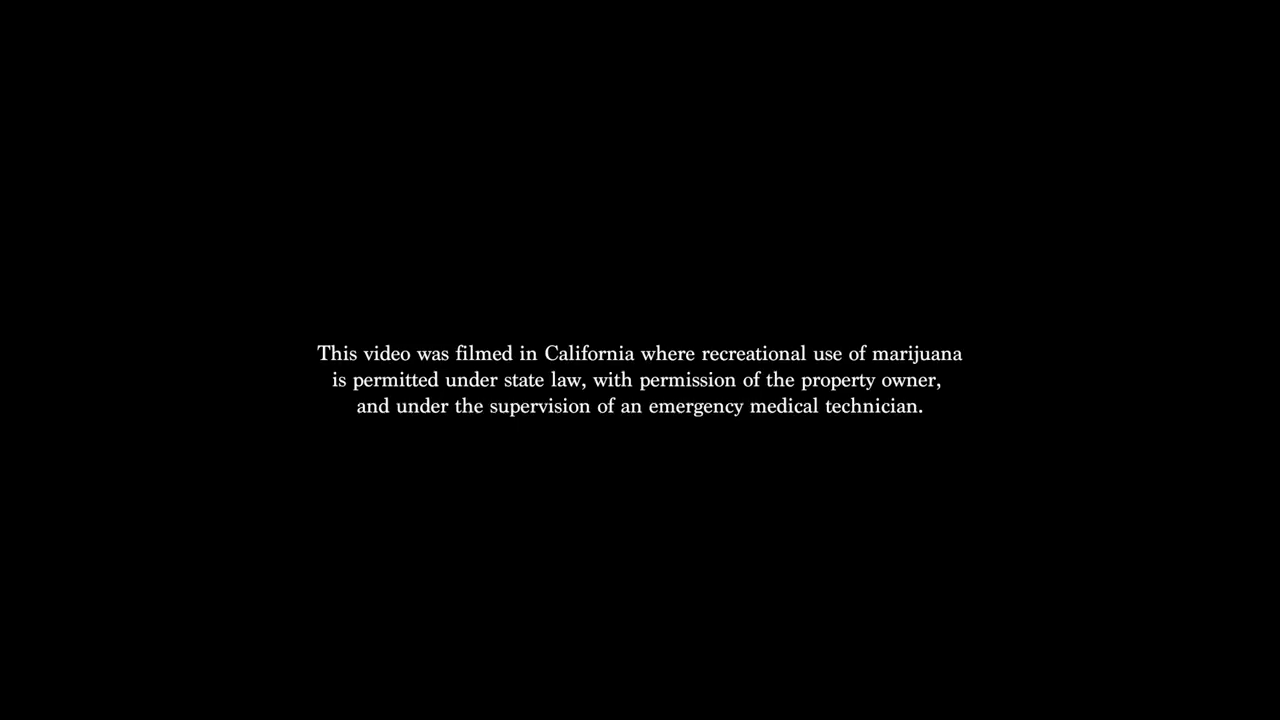 This video was filmed in California where recreational use of marijuana
is permitted under state law, with permission of the property owner,
and under the supervision of an emergency medical technician.